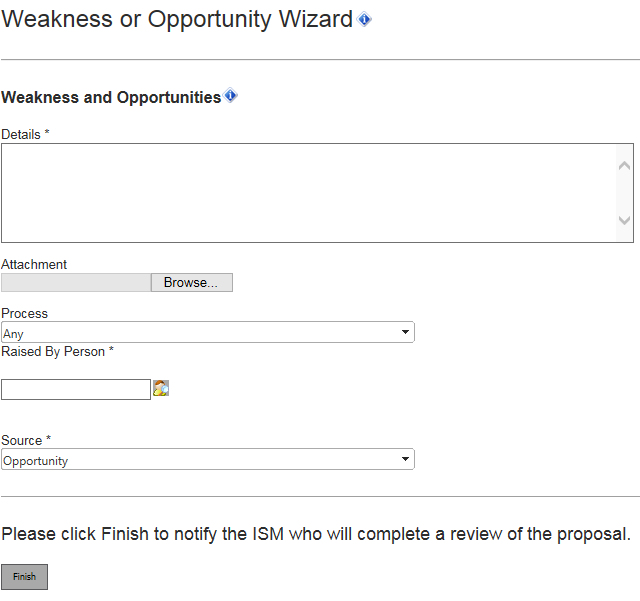 Weakness or Opportunity Wizard
Weakness and Opportunities
Details *
Attachment
Browse...
Process
Any
Raised By Person *
Source *
Opportunity
Please click Finish to notify the ISM who will complete a review of the proposal.
Finish